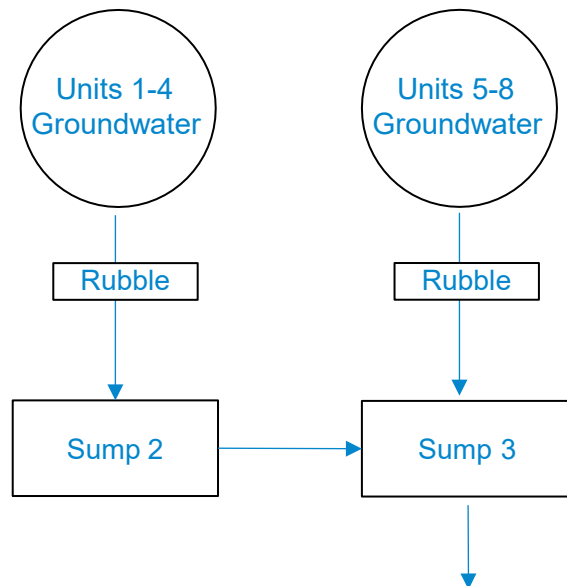 Units 1-4
Groundwater
Units 5-8
Groundwater
Rubble
Rubble
Sump 2
Sump 3